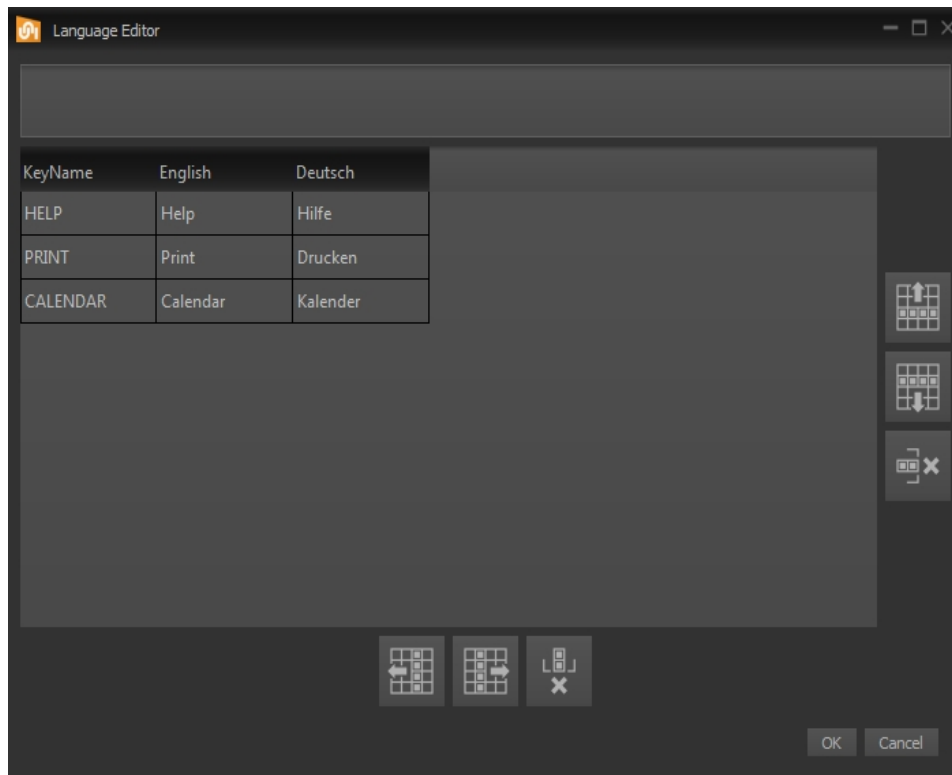 Language Editor
KeyName English Deutsch
HELP Help Hilfe
PRINT Print Drucken
CALENDAR Calendar Kalender
OK Cancel